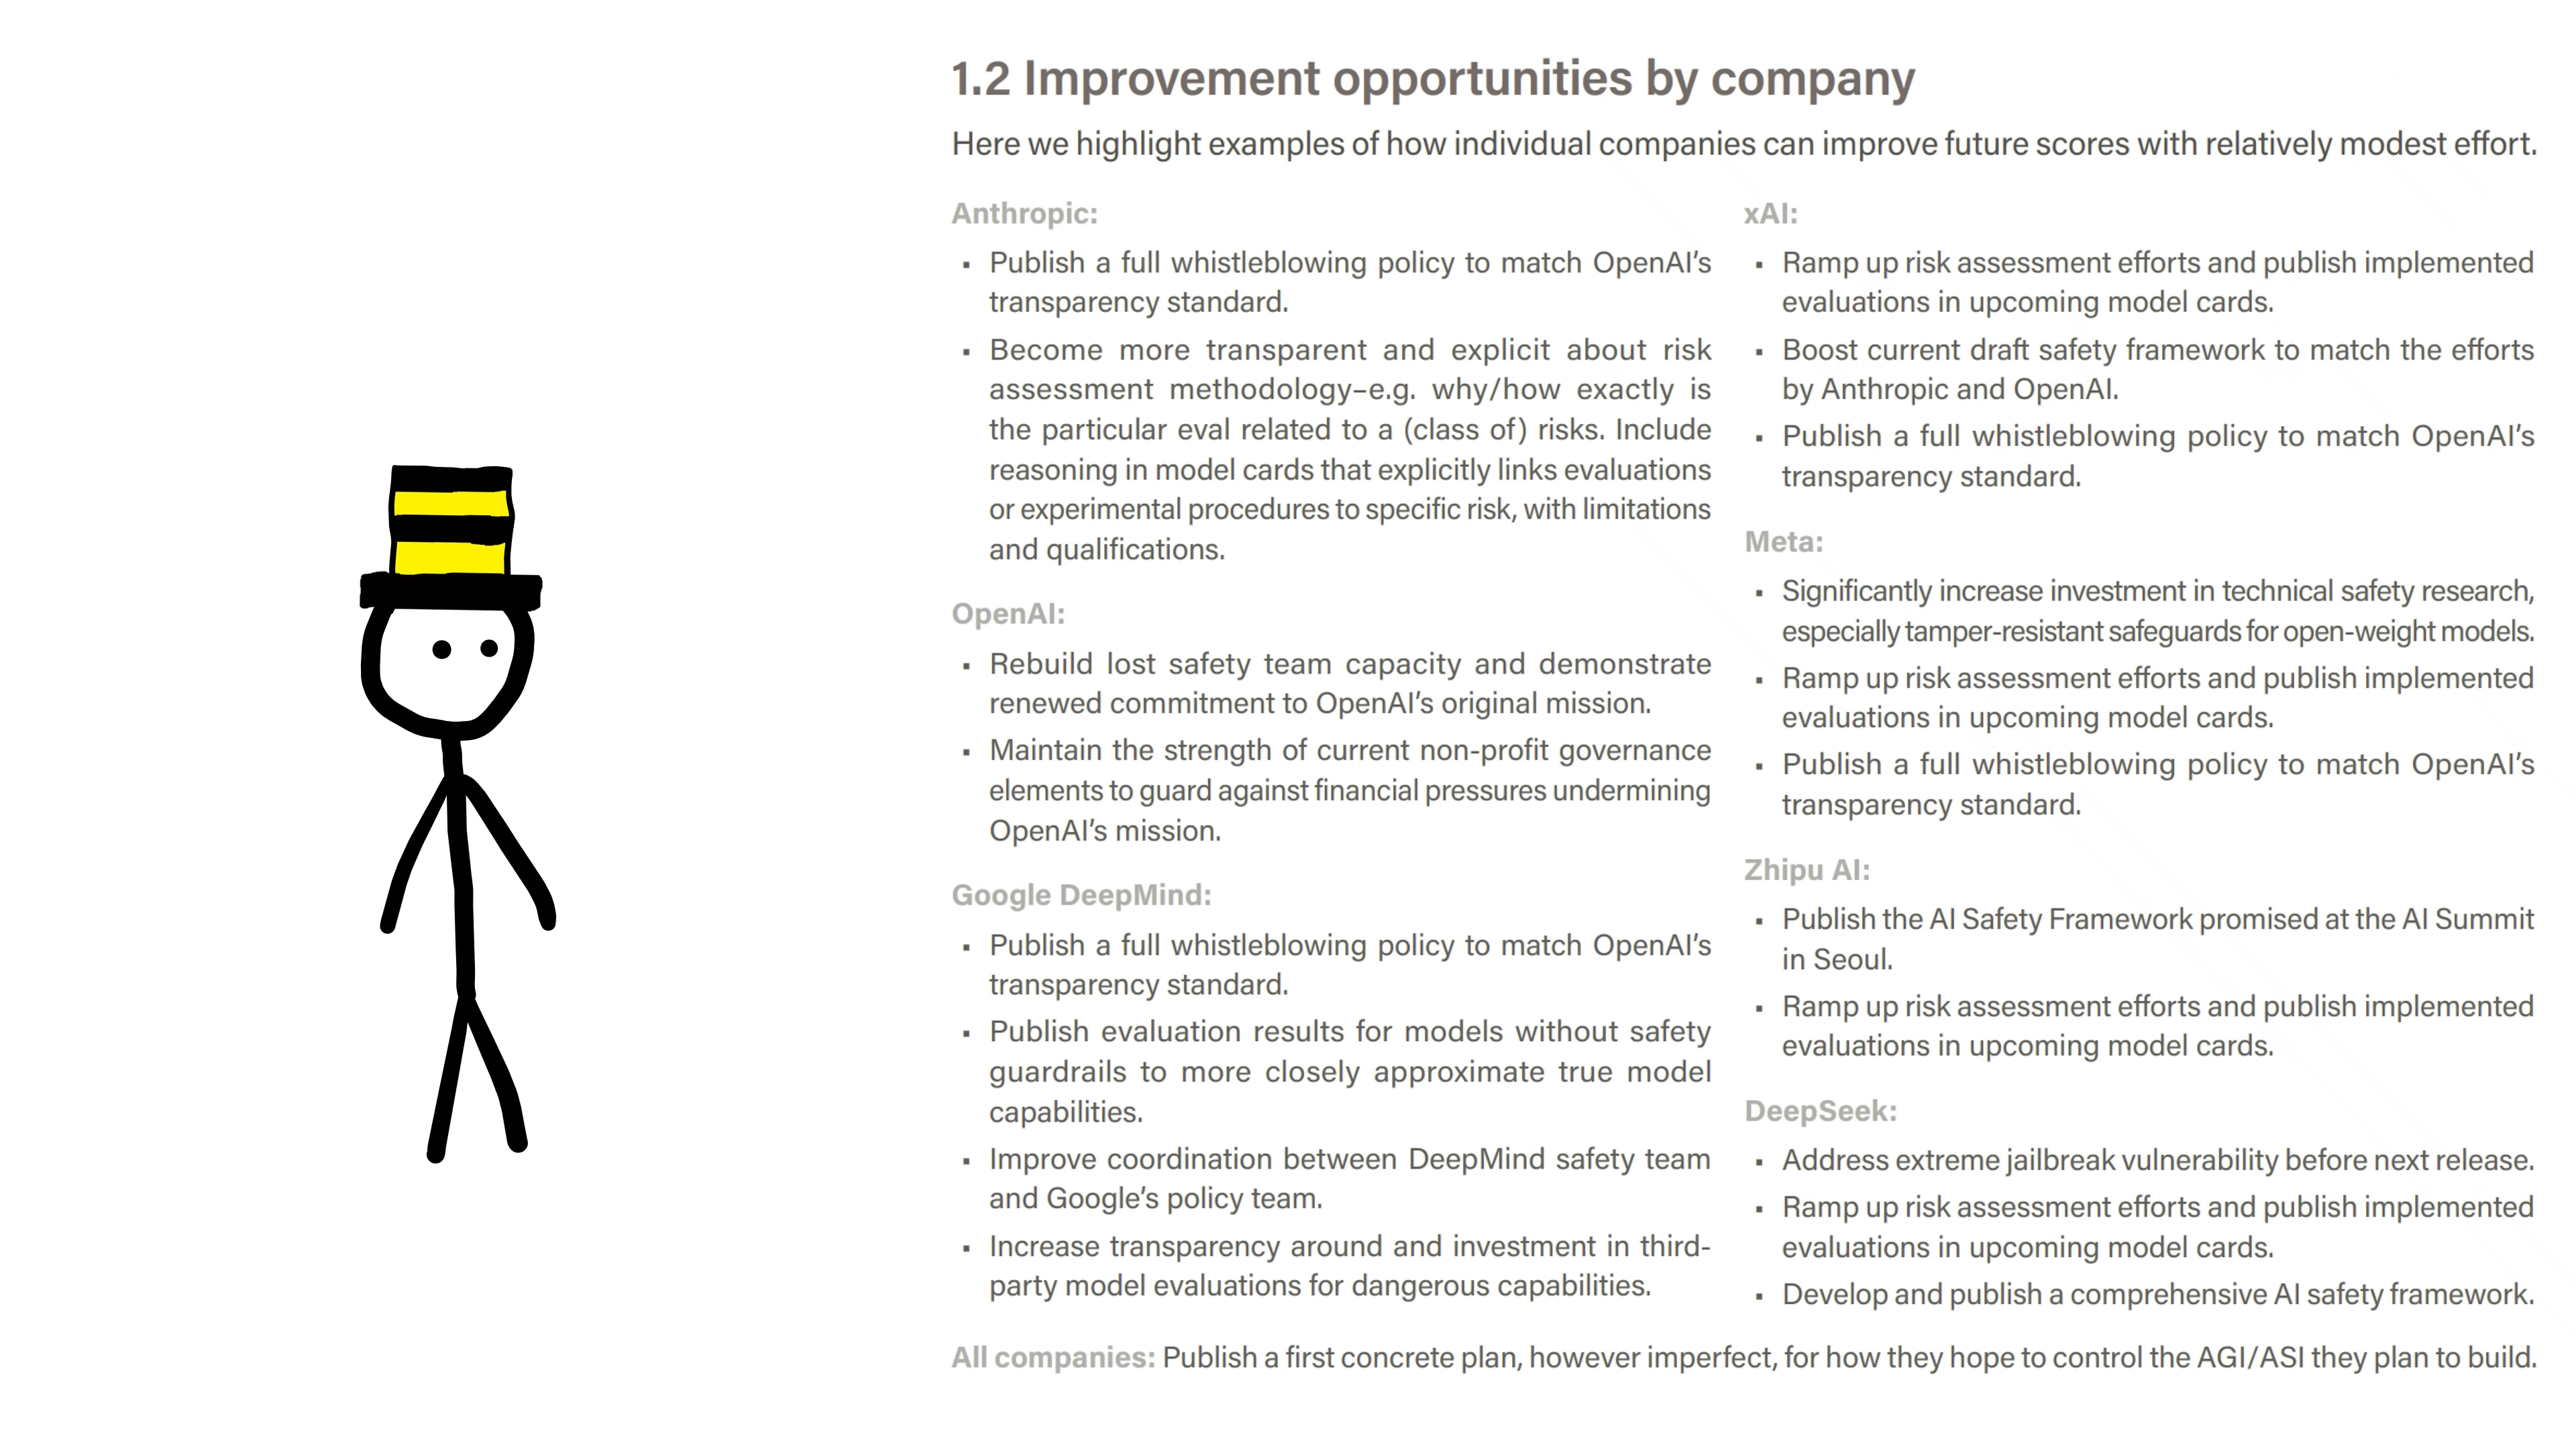 1.2 Improvement opportunities by company
Here we highlight examples of how individual companies can improve future scores with relatively modest effort.
Anthropic:
▪ Publish a full whistleblowing policy to match OpenAI's
transparency standard.
▪ Become more transparent and explicit about risk
assessment methodology–e.g. why/how exactly is
the particular eval related to a (class of) risks. Include
reasoning in model cards that explicitly links evaluations
or experimental procedures to specific risk, with limitations
and qualifications.
OpenAI:
▪ Rebuild lost safety team capacity and demonstrate
renewed commitment to OpenAI's original mission.
▪ Maintain the strength of current non-profit governance
elements to guard against financial pressures undermining
OpenAI's mission.
Google DeepMind:
▪ Publish a full whistleblowing policy to match OpenAI's
transparency standard.
▪ Publish evaluation results for models without safety
guardrails to more closely approximate true model
capabilities.
▪ Improve coordination between DeepMind safety team
and Google's policy team.
▪ Increase transparency around and investment in third-
party model evaluations for dangerous capabilities.
xAI:
▪ Ramp up risk assessment efforts and publish implemented
evaluations in upcoming model cards.
▪ Boost current draft safety framework to match the efforts
by Anthropic and OpenAI.
▪ Publish a full whistleblowing policy to match OpenAI's
transparency standard.
Meta:
▪ Significantly increase investment in technical safety research,
especially tamper-resistant safeguards for open-weight models.
▪ Ramp up risk assessment efforts and publish implemented
evaluations in upcoming model cards.
▪ Publish a full whistleblowing policy to match OpenAI's
transparency standard.
Zhipu AI:
▪ Publish the AI Safety Framework promised at the AI Summit
in Seoul.
▪ Ramp up risk assessment efforts and publish implemented
evaluations in upcoming model cards.
DeepSeek:
▪ Address extreme jailbreak vulnerability before next release.
▪ Ramp up risk assessment efforts and publish implemented
evaluations in upcoming model cards.
▪ Develop and publish a comprehensive AI safety framework.
All companies: Publish a first concrete plan, however imperfect, for how they hope to control the AGI/ASI they plan to build.